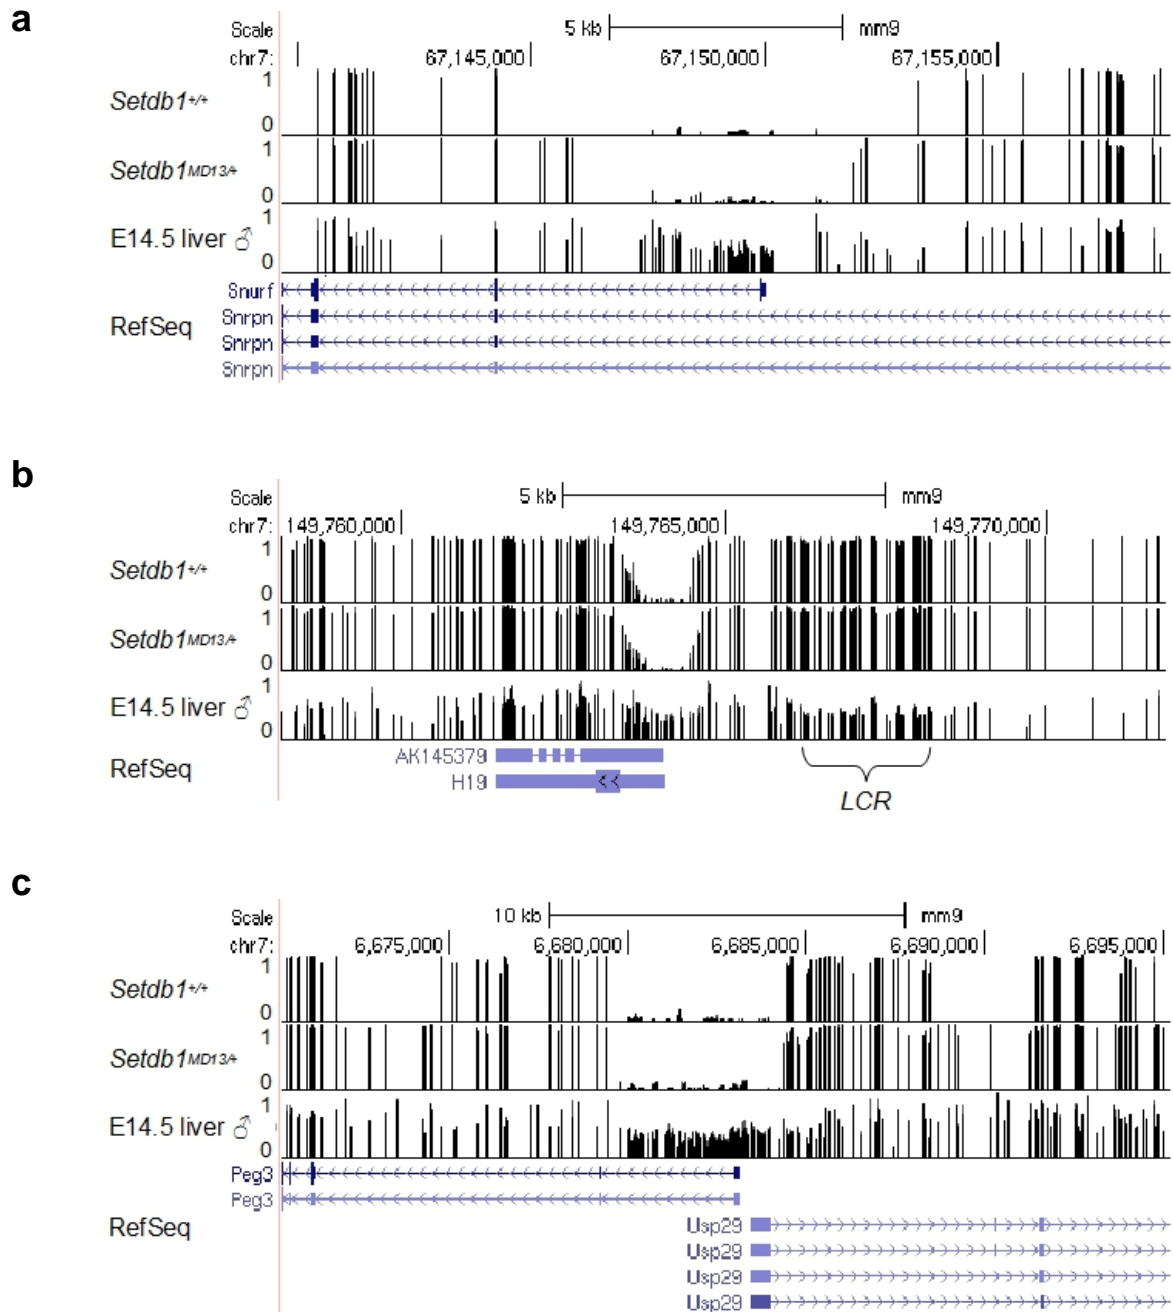 a
Scale 5 kb mm9
chr7: 67,145,000 67,150,000 67,155,000
1
Setdb1+/+
0
1
Setdb1MD13/+
0
1
E14.5 liver ♂
0
Snurf
RefSeq
Snrpn
Snrpn
Snrpn
b
Scale 5 kb mm9
chr7: 149,760,000 149,765,000 149,770,000
1
Setdb1+/+
0
1
Setdb1MD13/+
0
1
E14.5 liver ♂
0
AK145379
RefSeq
H19
LCR
c
Scale 10 kb mm9
chr7: 6,675,000 6,680,000 6,685,000 6,690,000 6,695,000
1
Setdb1+/+
0
1
Setdb1MD13/+
0
1
E14.5 liver ♂
0
Peg3
Peg3
RefSeq
Usp29
Usp29
Usp29
Usp29